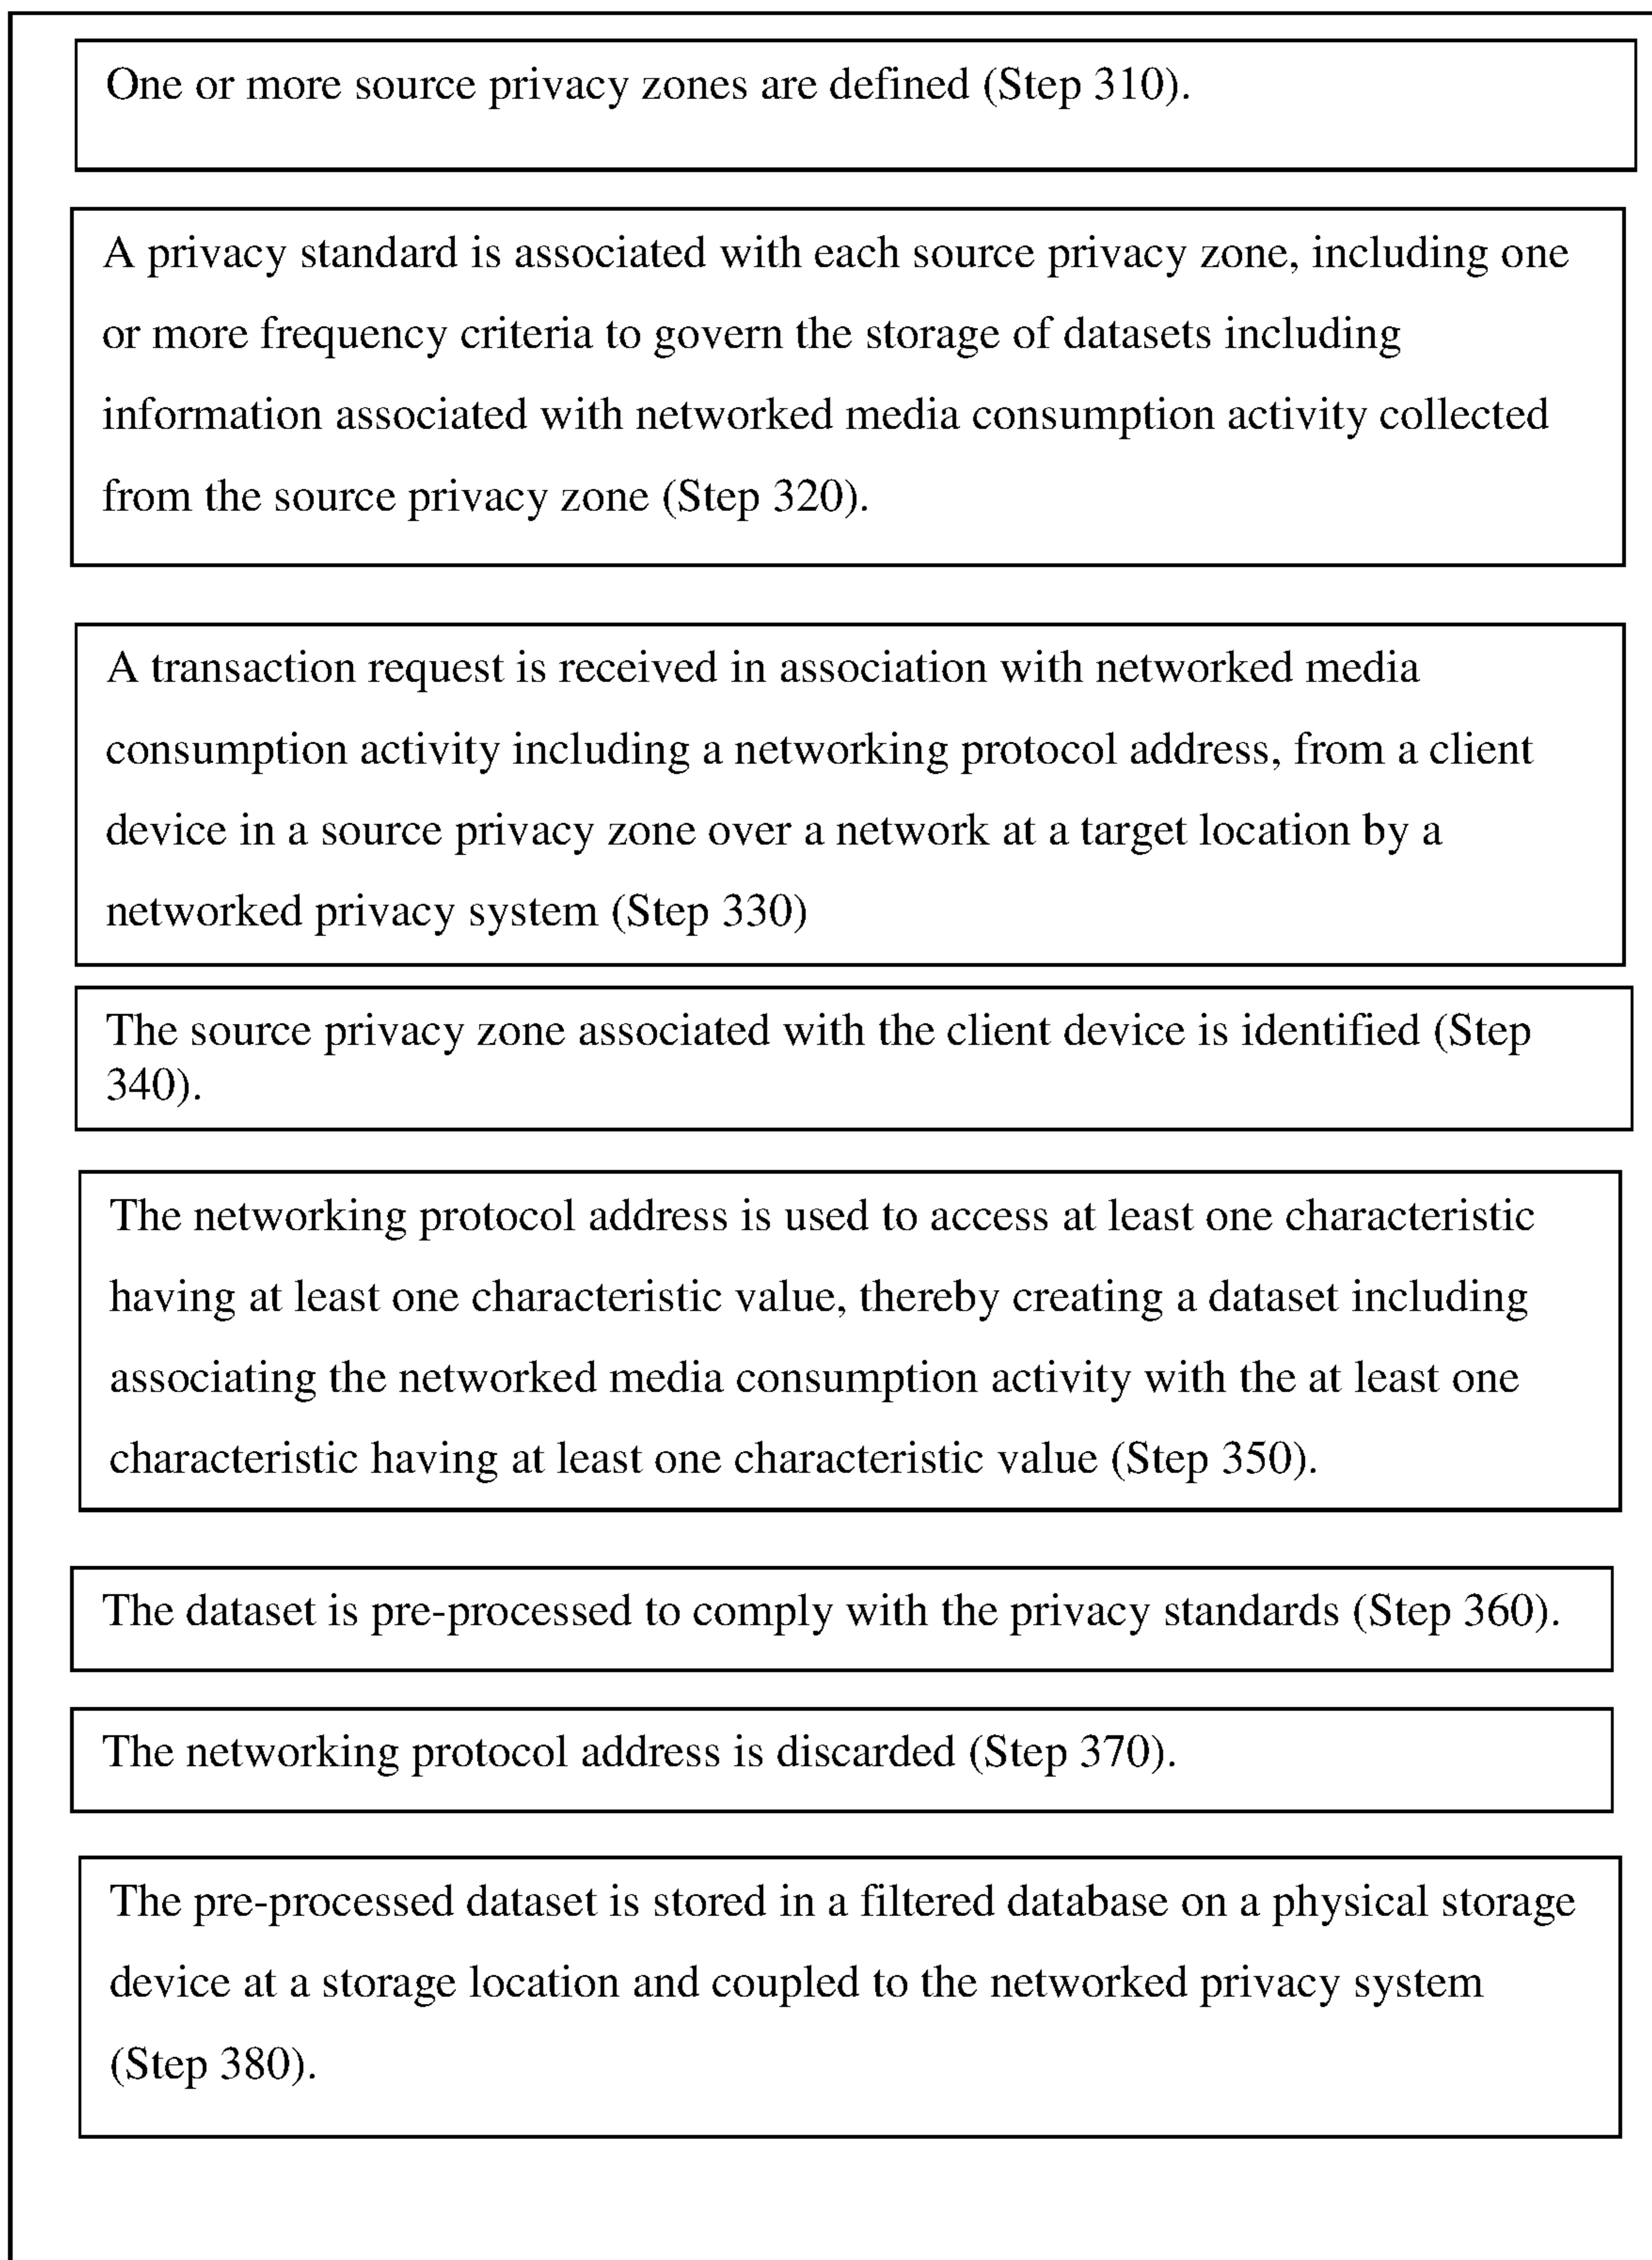 One or more source privacy zones are defined (Step 310).
A privacy standard is associated with each source privacy zone, including one
or more frequency criteria to govern the storage of datasets including
information associated with networked media consumption activity collected
from the source privacy zone (Step 320).
A transaction request is received in association with networked media
consumption activity including a networking protocol address, from a client
device in a source privacy zone over a network at a target location by a
networked privacy system (Step 330)
The source privacy zone associated with the client device is identified (Step
340).
The networking protocol address is used to access at least one characteristic
having at least one characteristic value, thereby creating a dataset including
associating the networked media consumption activity with the at least one
characteristic having at least one characteristic value (Step 350).
The dataset is pre-processed to comply with the privacy standards (Step 360).
The networking protocol address is discarded (Step 370).
The pre-processed dataset is stored in a filtered database on a physical storage
device at a storage location and coupled to the networked privacy system
(Step 380).